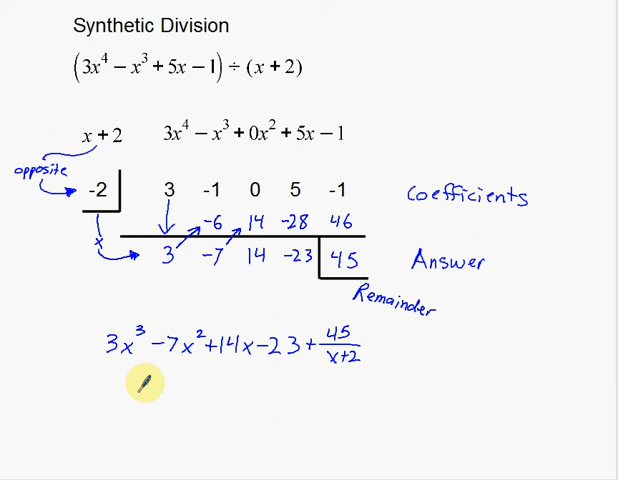 Synthetic Division
(3x⁴ − x³ + 5x − 1) ÷ (x + 2)
x + 2 3x⁴ − x³ + 0x² + 5x − 1
opposite
-2 3 -1 0 5 -1 Coefficients
-6 14 -28 46
x 3 -7 14 -23 45 Answer
Remainder
3x³ − 7x² + 14x − 23 + 45/(x+2)